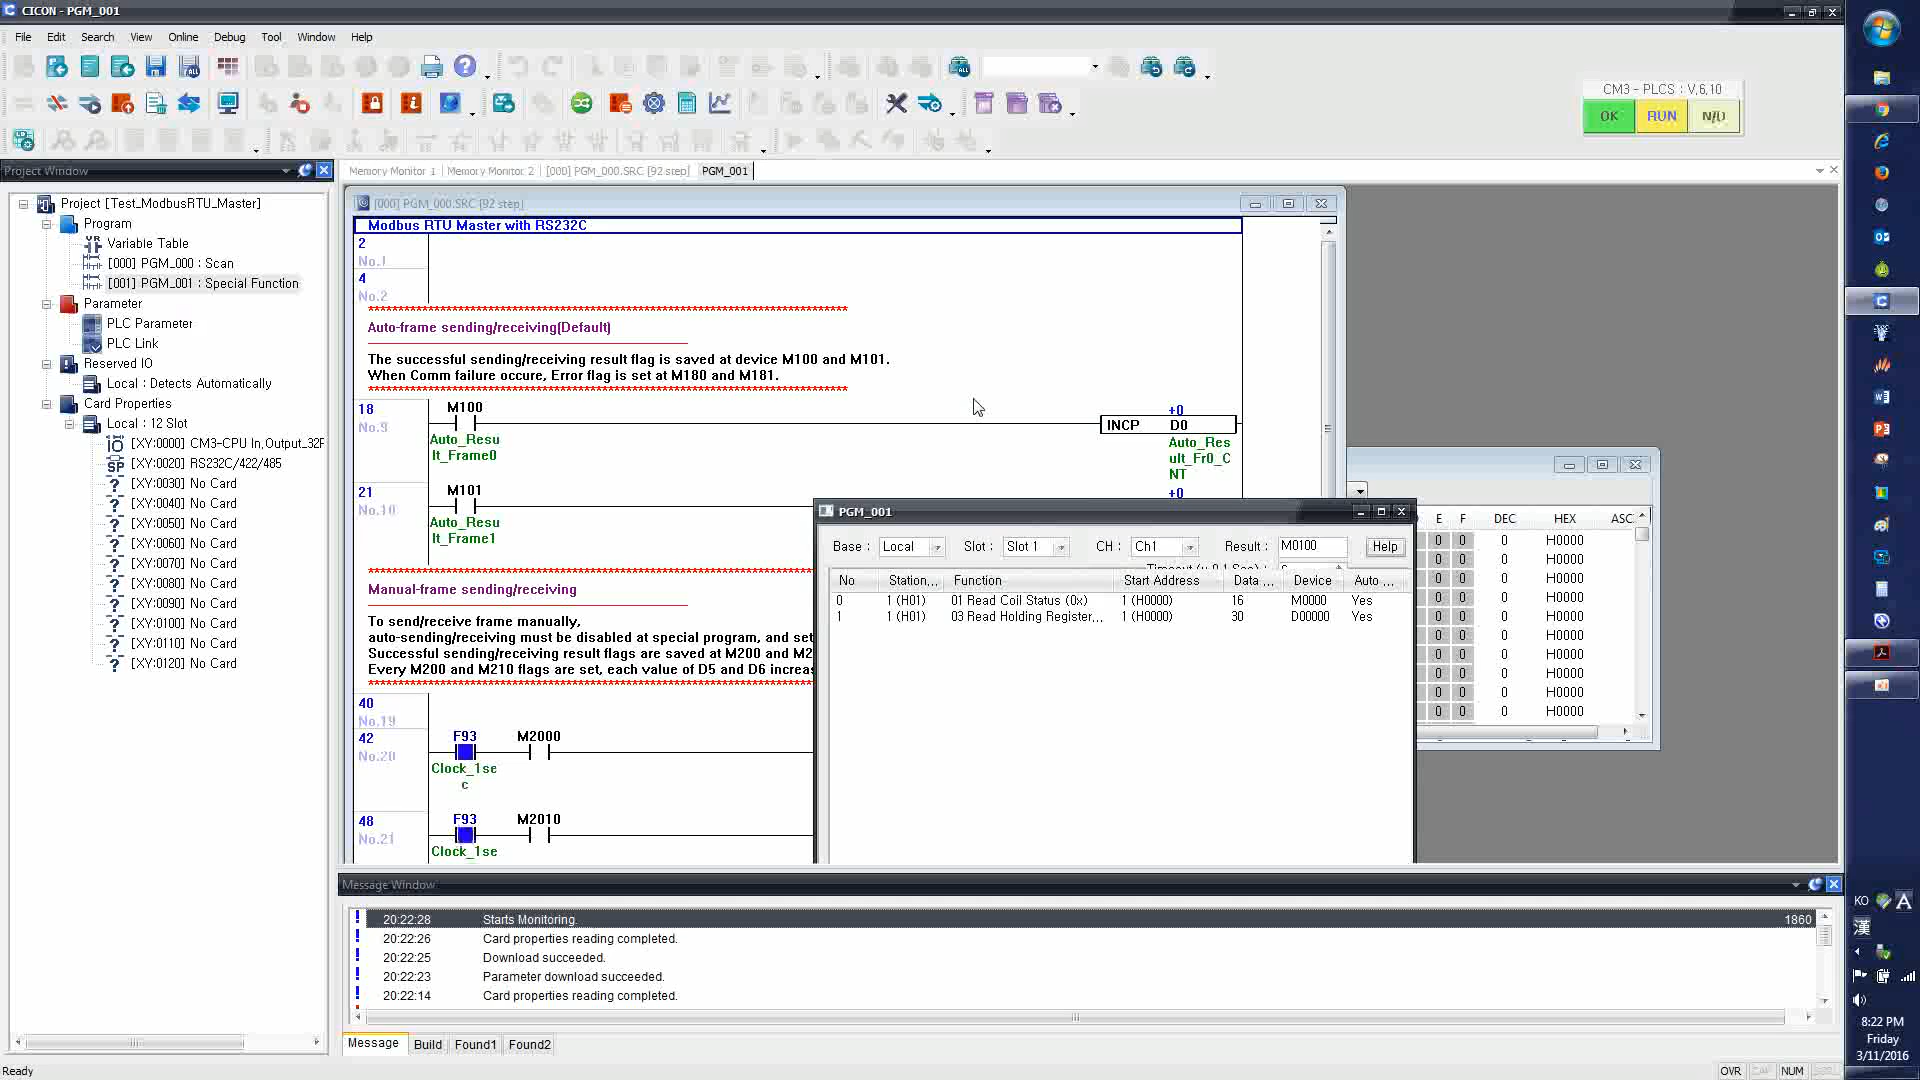 CICON - PGM_001
File Edit Search View Online Debug Tool Window Help
CM3 - PLCS : V,6,10
OK RUN N/D
Project Window
Memory Monitor 1 Memory Monitor 2 [000] PGM_000.SRC [92 step] PGM_001
Project [Test_ModbusRTU_Master]
Program
Variable Table
[000] PGM_000 : Scan
[001] PGM_001 : Special Function
Parameter
PLC Parameter
PLC Link
Reserved IO
Local : Detects Automatically
Card Properties
Local : 12 Slot
[XY:0000] CM3-CPU In,Output_32F
[XY:0020] RS232C/422/485
[XY:0030] No Card
[XY:0040] No Card
[XY:0050] No Card
[XY:0060] No Card
[XY:0070] No Card
[XY:0080] No Card
[XY:0090] No Card
[XY:0100] No Card
[XY:0110] No Card
[XY:0120] No Card
[000] PGM_000.SRC [92 step]
Modbus RTU Master with RS232C
2
No.1
4
No.2
Auto-frame sending/receiving(Default)
The successful sending/receiving result flag is saved at device M100 and M101.
When Comm failure occure, Error flag is set at M180 and M181.
18 M100 +0
No.9 INCP D0
Auto_Resu Auto_Res
lt_Frame0 ult_Fr0_C
NT
21 M101 +0
No.10
Auto_Resu
lt_Frame1
Manual-frame sending/receiving
To send/receive frame manually,
auto-sending/receiving must be disabled at special program, and set
Successful sending/receiving result flags are saved at M200 and M2
Every M200 and M210 flags are set, each value of D5 and D6 increas
40
No.19
42 F93 M2000
No.20
Clock_1se
c
48 F93 M2010
No.21
Clock_1se
PGM_001
Base : Local Slot : Slot 1 CH : Ch1 Result : M0100 Help
No Station... Function Start Address Data ... Device Auto ...
0 1 (H01) 01 Read Coil Status (0x) 1 (H0000) 16 M0000 Yes
1 1 (H01) 03 Read Holding Register... 1 (H0000) 30 D00000 Yes
E F DEC HEX ASC
0 0 0 H0000
0 0 0 H0000
0 0 0 H0000
0 0 0 H0000
0 0 0 H0000
0 0 0 H0000
0 0 0 H0000
0 0 0 H0000
0 0 0 H0000
0 0 0 H0000
Message Window
20:22:28 Starts Monitoring. 1860
20:22:26 Card properties reading completed.
20:22:25 Download succeeded.
20:22:23 Parameter download succeeded.
20:22:14 Card properties reading completed.
Message Build Found1 Found2
Ready
OVR NUM
KO A
漢
8:22 PM
Friday
3/11/2016